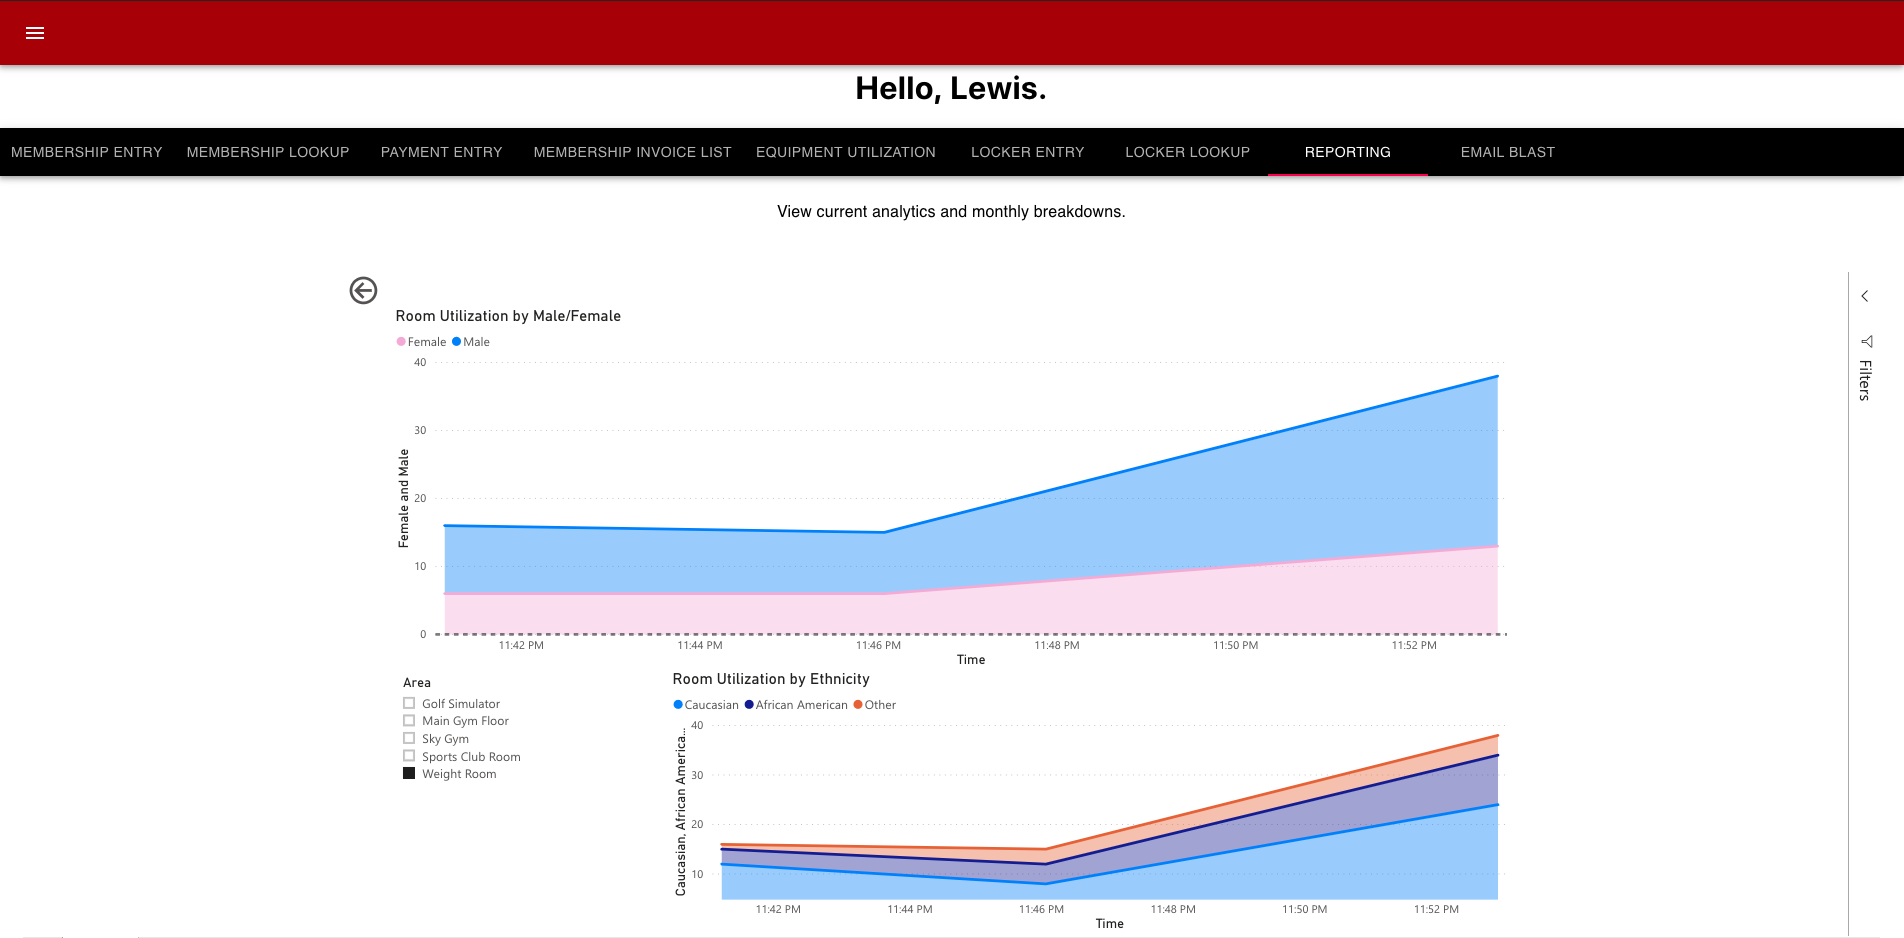 Hello, Lewis.
MEMBERSHIP ENTRY MEMBERSHIP LOOKUP PAYMENT ENTRY MEMBERSHIP INVOICE LIST EQUIPMENT UTILIZATION LOCKER ENTRY LOCKER LOOKUP REPORTING EMAIL BLAST
View current analytics and monthly breakdowns.
Filters
Room Utilization by Male/Female
Female Male
Female and Male
40
30
20
10
0
11:42 PM 11:44 PM 11:46 PM 11:48 PM 11:50 PM 11:52 PM
Time
Area
Golf Simulator
Main Gym Floor
Sky Gym
Sports Club Room
Weight Room
Room Utilization by Ethnicity
Caucasian African American Other
Caucasian, African America...
40
30
20
10
11:42 PM 11:44 PM 11:46 PM 11:48 PM 11:50 PM 11:52 PM
Time